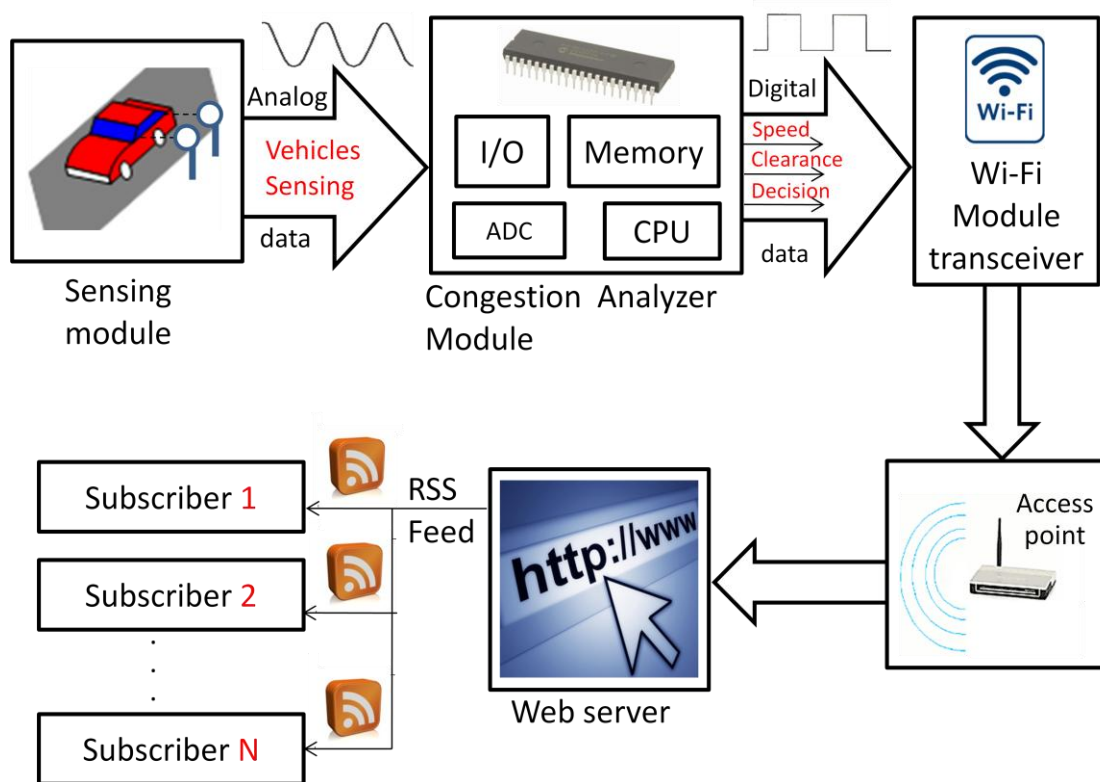 Analog
Vehicles
Sensing
data
Sensing
module
I/O
Memory
ADC
CPU
Congestion Analyzer
Module
Digital
Speed
Clearance
Decision
data
Wi-Fi
Wi-Fi
Module
transceiver
Access
point
http://www
Web server
RSS
Feed
Subscriber 1
Subscriber 2
Subscriber N